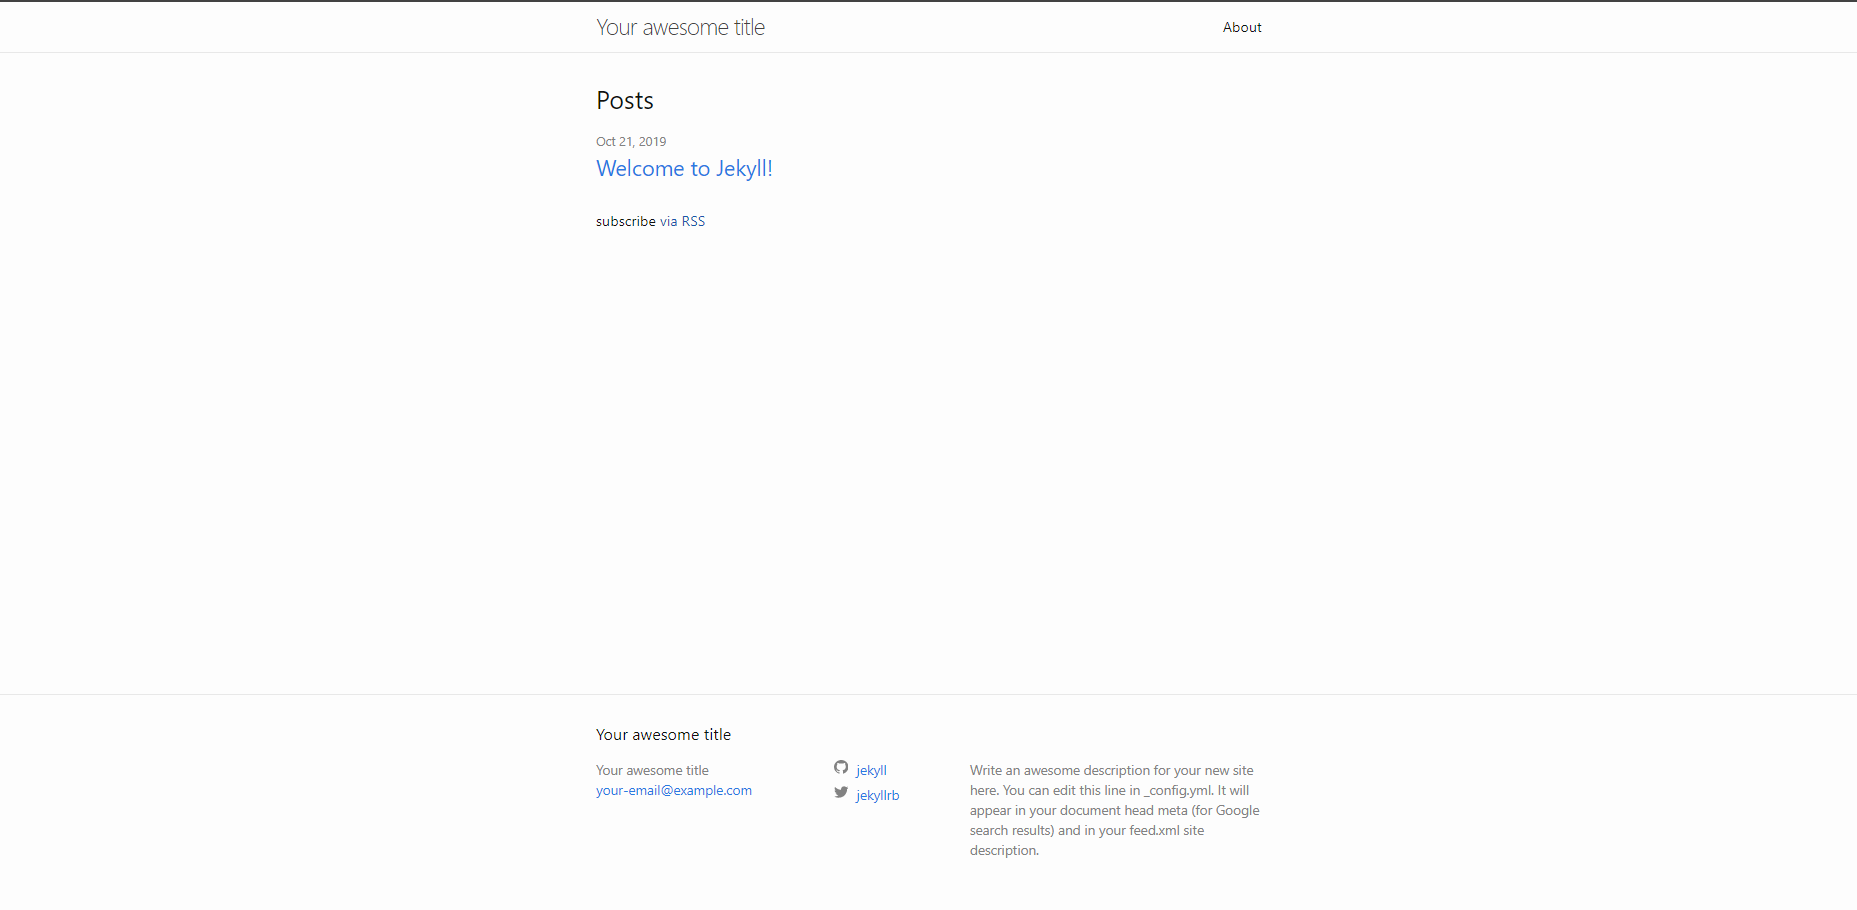 Your awesome title
About
Posts
Oct 21, 2019
Welcome to Jekyll!
subscribe via RSS
Your awesome title
Your awesome title
your-email@example.com
jekyll
jekyllrb
Write an awesome description for your new site
here. You can edit this line in _config.yml. It will
appear in your document head meta (for Google
search results) and in your feed.xml site
description.